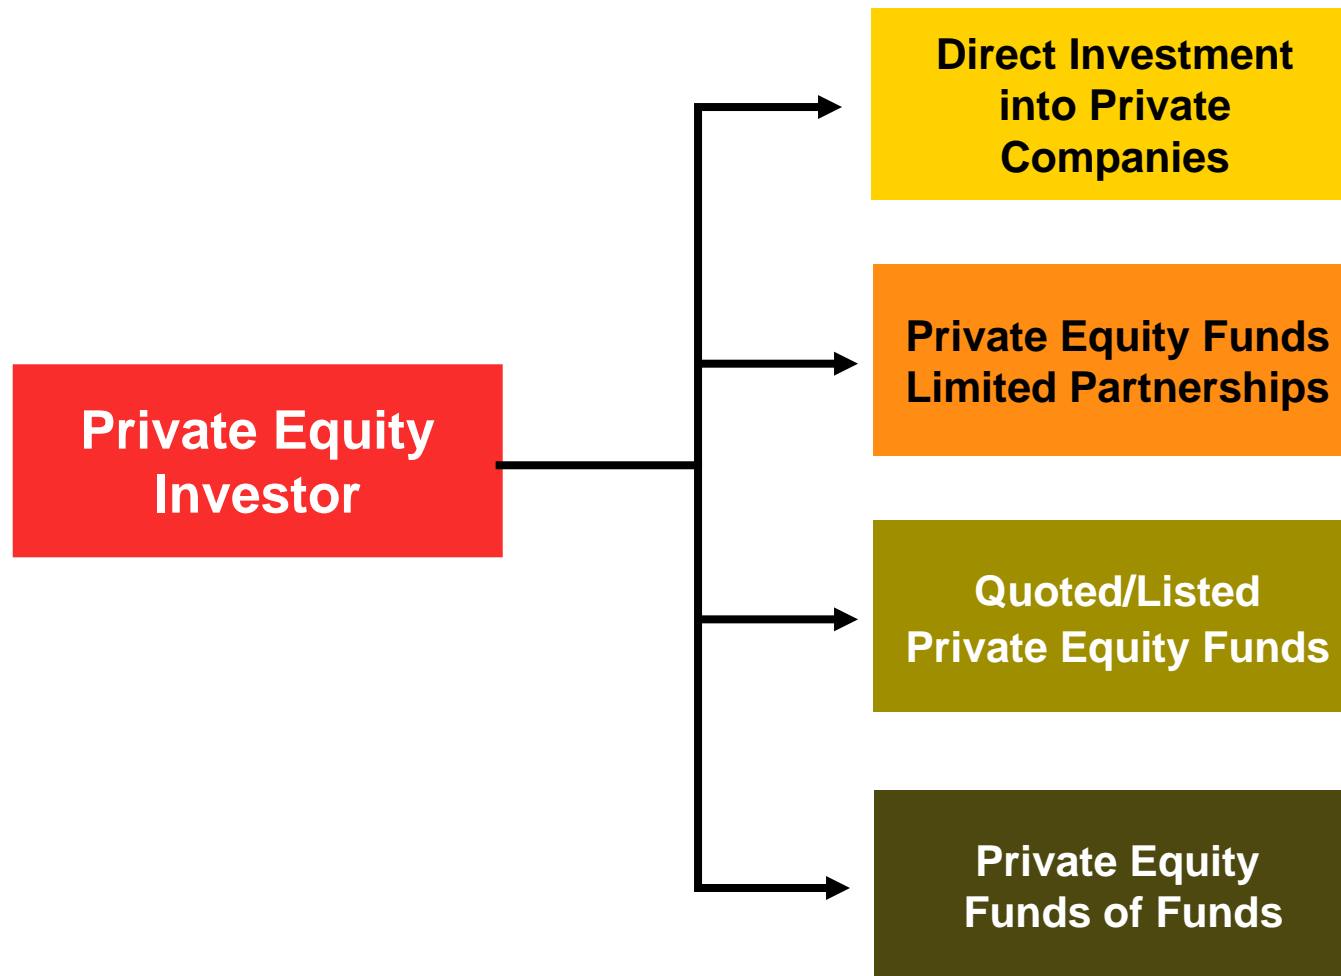 Private Equity
Investor
Direct Investment
into Private
Companies
Private Equity Funds
Limited Partnerships
Quoted/Listed
Private Equity Funds
Private Equity
Funds of Funds